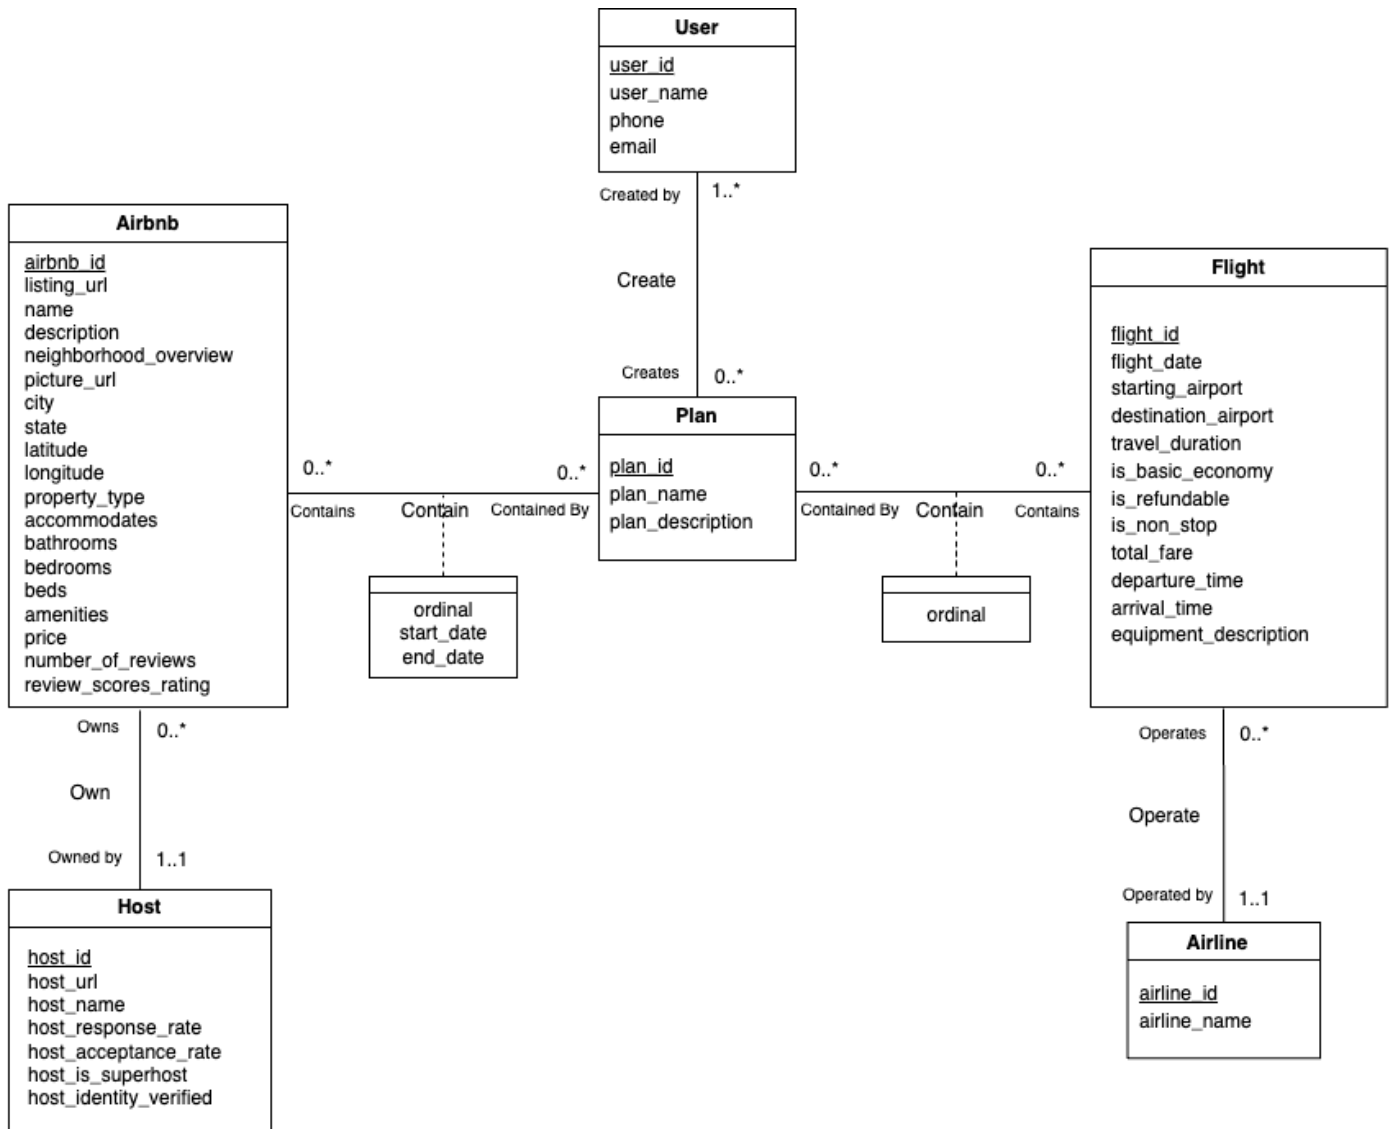 User
user_id
user_name
phone
email
Created by
1..*
Create
Creates
0..*
Airbnb
airbnb_id
listing_url
name
description
neighborhood_overview
picture_url
city
state
latitude
longitude
property_type
accommodates
bathrooms
bedrooms
beds
amenities
price
number_of_reviews
review_scores_rating
0..*
Contains
Contain
0..*
Contained By
ordinal
start_date
end_date
Plan
plan_id
plan_name
plan_description
0..*
Contained By
Contain
0..*
Contains
ordinal
Flight
flight_id
flight_date
starting_airport
destination_airport
travel_duration
is_basic_economy
is_refundable
is_non_stop
total_fare
departure_time
arrival_time
equipment_description
Owns
0..*
Own
Owned by
1..1
Host
host_id
host_url
host_name
host_response_rate
host_acceptance_rate
host_is_superhost
host_identity_verified
Operates
0..*
Operate
Operated by
1..1
Airline
airline_id
airline_name